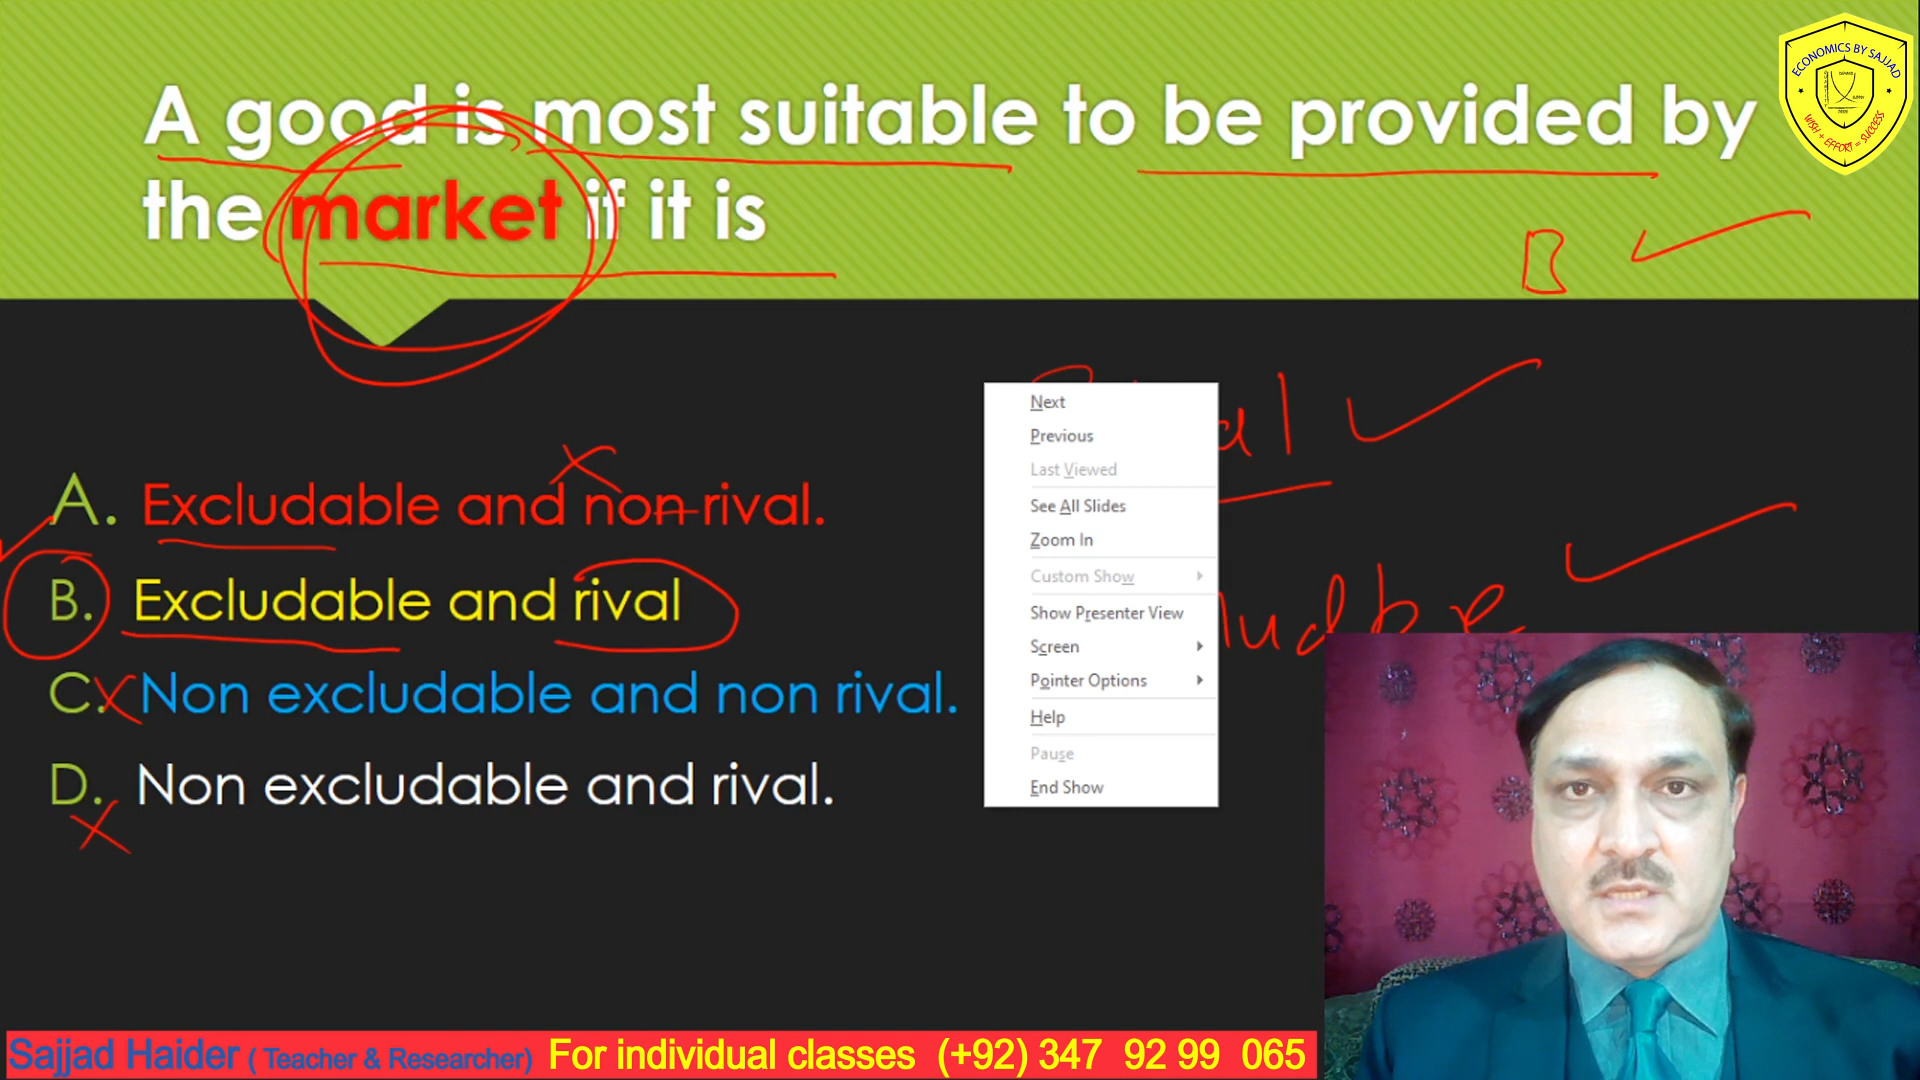 A good is most suitable to be provided by
the market if it is
B
A. Excludable and non rival.
B. Excludable and rival
C. Non excludable and non rival.
D. Non excludable and rival.
Next
Previous
Last Viewed
See All Slides
Zoom In
Custom Show
Show Presenter View
Screen
Pointer Options
Help
Pause
End Show
ECONOMICS BY SAJJAD
WISH + EFFORT = SUCCESS
Sajjad Haider ( Teacher & Researcher) For individual classes (+92) 347 92 99 065